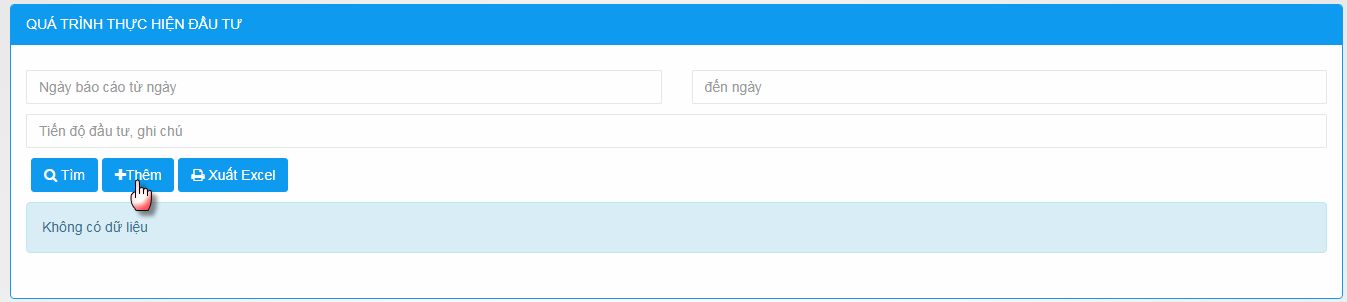 QUÁ TRÌNH THỰC HIỆN ĐẦU TƯ
Ngày báo cáo từ ngày đến ngày
Tiến độ đầu tư, ghi chú
Tìm Thêm Xuất Excel
Không có dữ liệu